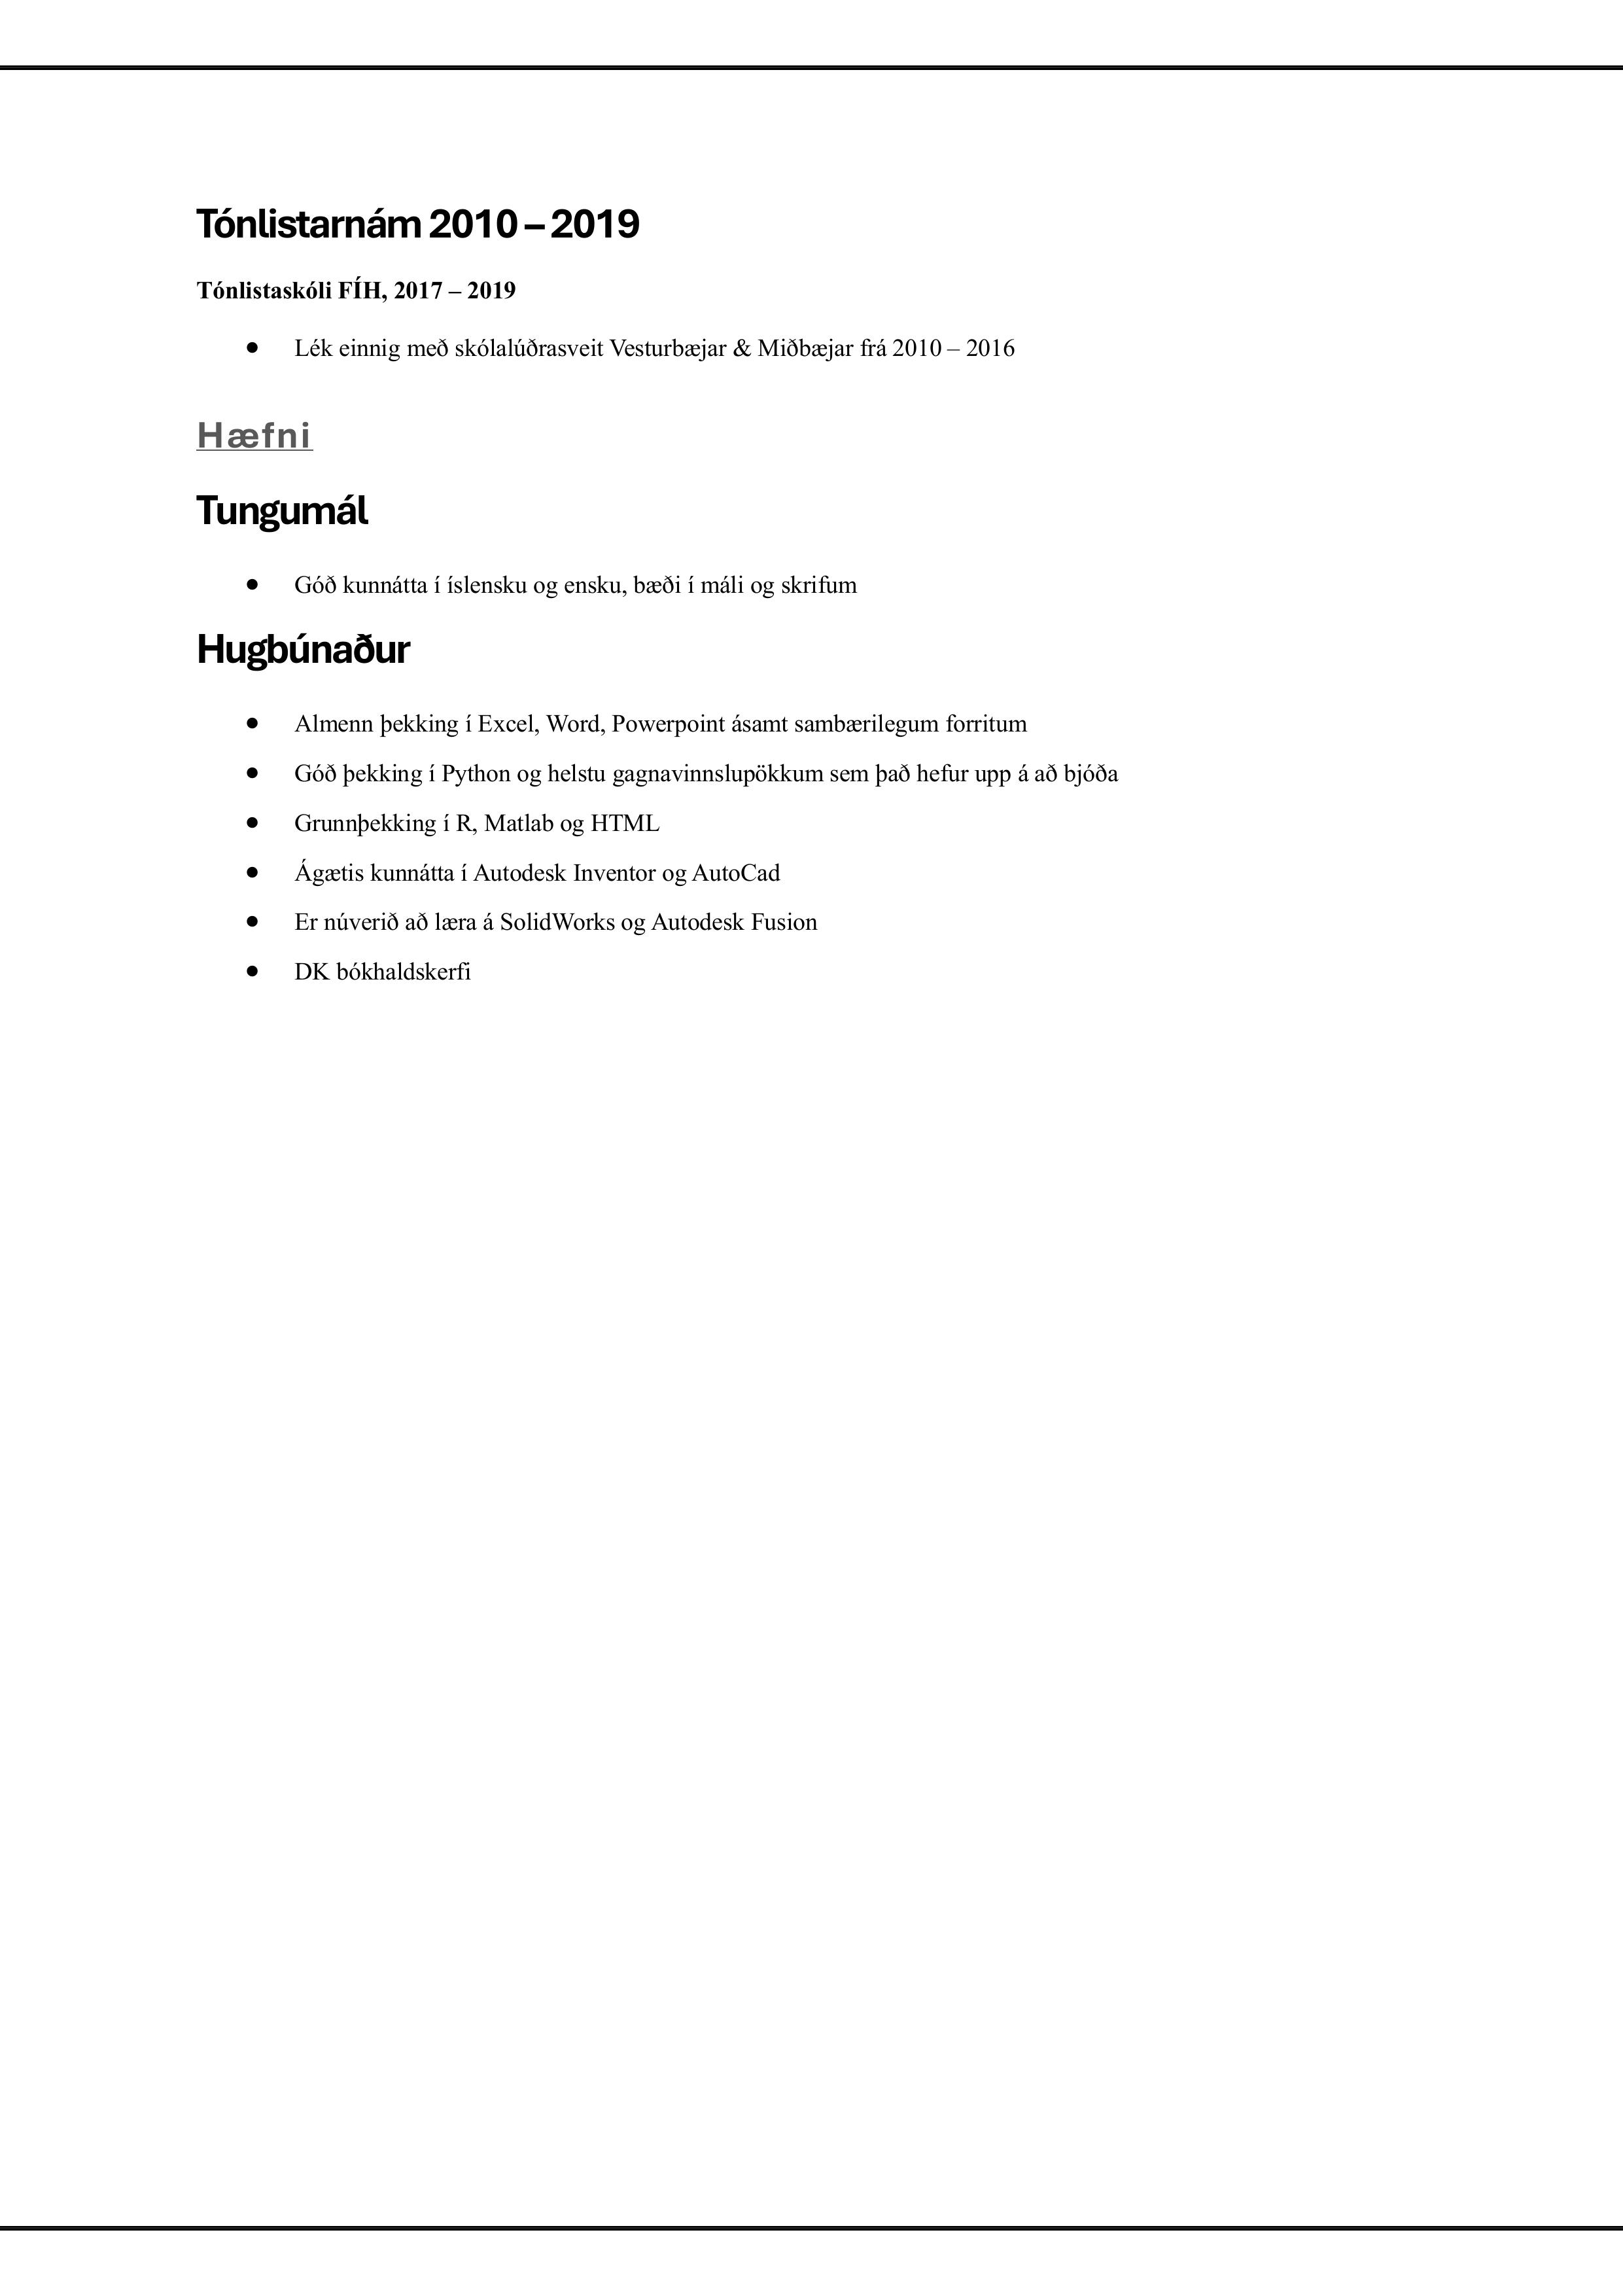 Tónlistarnám 2010 – 2019
Tónlistaskóli FÍH, 2017 – 2019
● Lék einnig með skólalúðrasveit Vesturbæjar & Miðbæjar frá 2010 – 2016
Hæfni
Tungumál
● Góð kunnátta í íslensku og ensku, bæði í máli og skrifum
Hugbúnaður
● Almenn þekking í Excel, Word, Powerpoint ásamt sambærilegum forritum
● Góð þekking í Python og helstu gagnavinnslupökkum sem það hefur upp á að bjóða
● Grunnþekking í R, Matlab og HTML
● Ágætis kunnátta í Autodesk Inventor og AutoCad
● Er núverið að læra á SolidWorks og Autodesk Fusion
● DK bókhaldskerfi